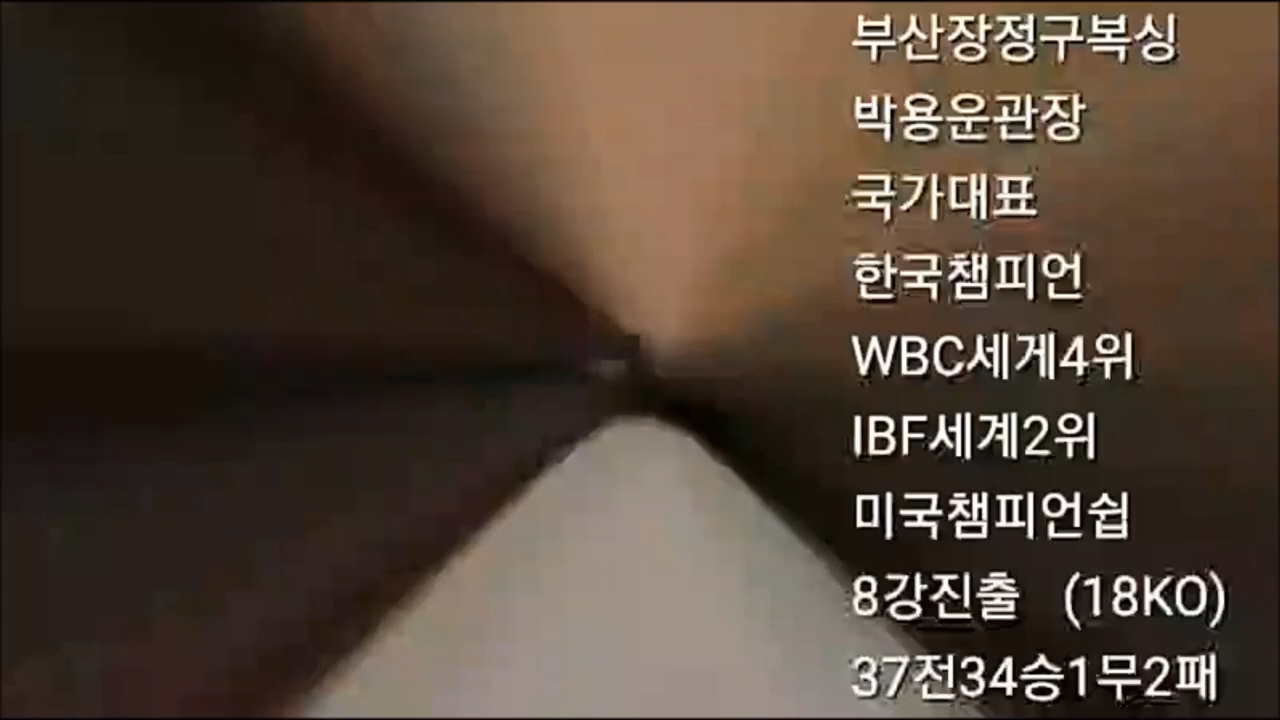 부산장정구복싱
박용운관장
국가대표
한국챔피언
WBC세게4위
IBF세계2위
미국챔피언쉽
8강진출 (18KO)
37전34승1무2패